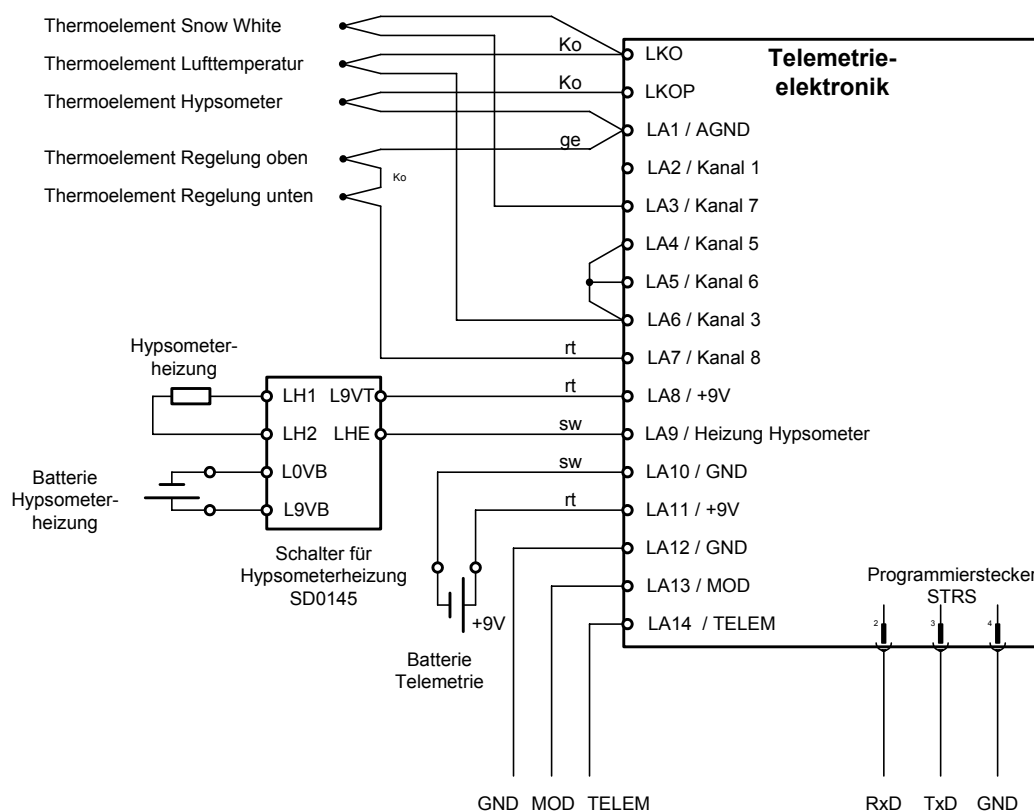 Thermoelement Snow White
Thermoelement Lufttemperatur
Thermoelement Hypsometer
Thermoelement Regelung oben
Thermoelement Regelung unten
Ko
Ko
ge
Ko
rt
rt
sw
sw
rt
Telemetrie-
elektronik
LKO
LKOP
LA1 / AGND
LA2 / Kanal 1
LA3 / Kanal 7
LA4 / Kanal 5
LA5 / Kanal 6
LA6 / Kanal 3
LA7 / Kanal 8
LA8 / +9V
LA9 / Heizung Hypsometer
LA10 / GND
LA11 / +9V
LA12 / GND
LA13 / MOD
LA14 / TELEM
Hypsometer-
heizung
LH1 L9VT
LH2 LHE
L0VB
L9VB
Batterie
Hypsometer-
heizung
Schalter für
Hypsometerheizung
SD0145
+9V
Batterie
Telemetrie
Programmierstecker
STRS
2 3 4
GND MOD TELEM
RxD TxD GND